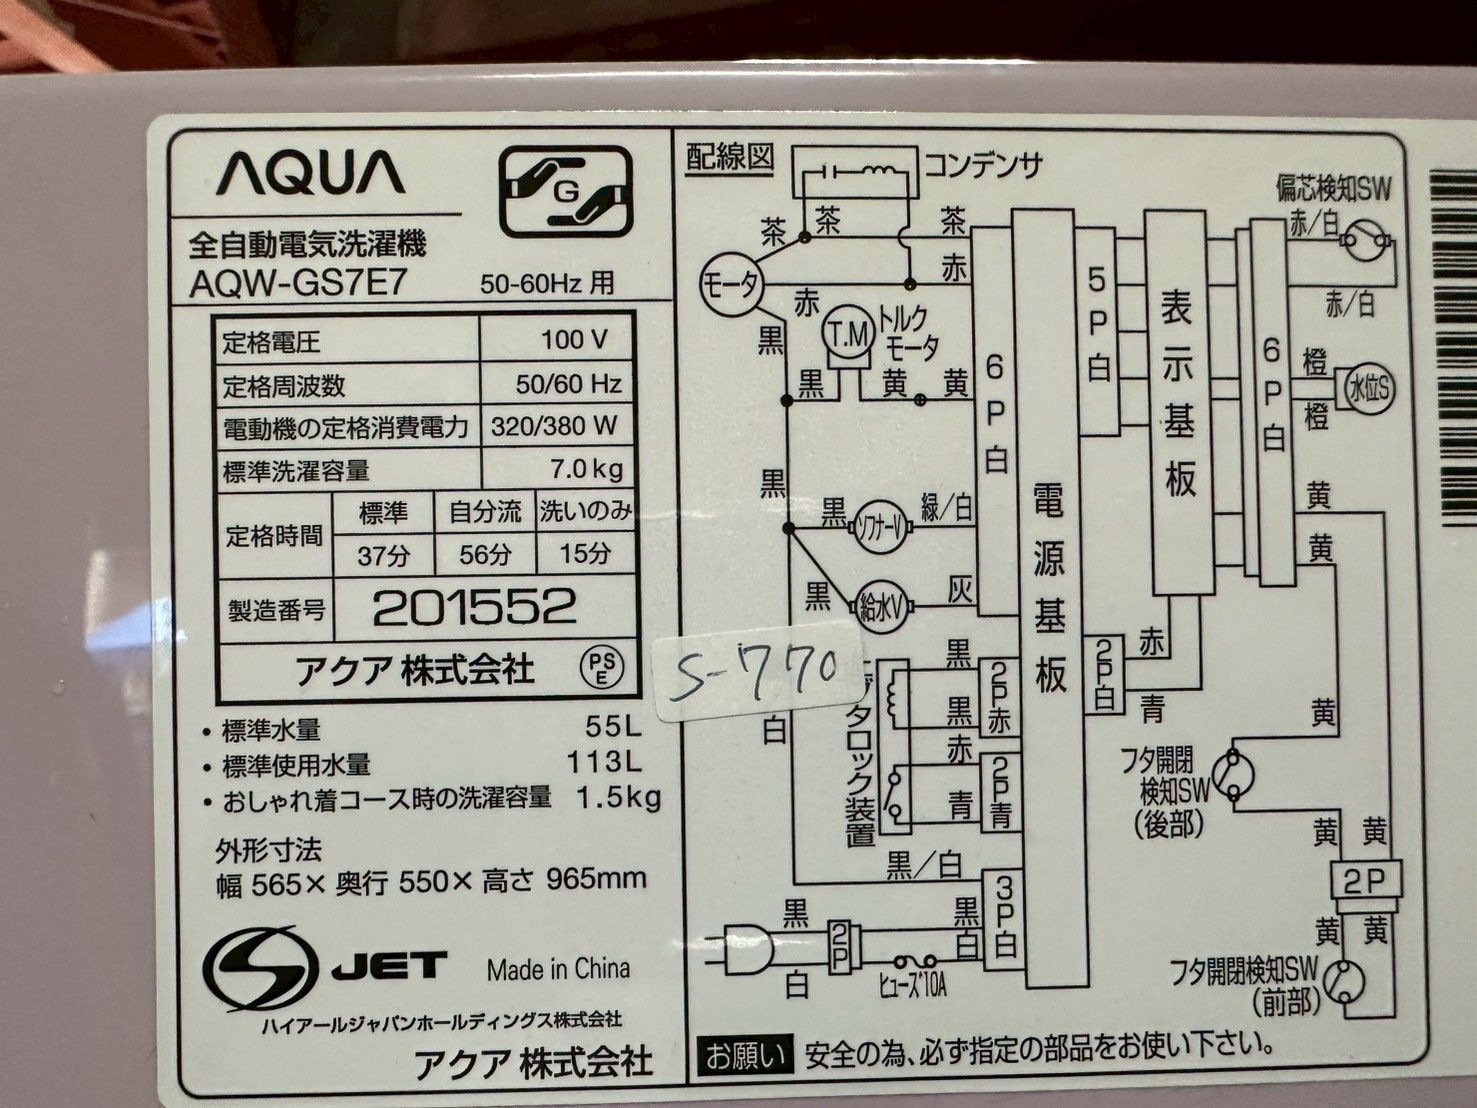 AQUA
G
全自動電気洗濯機
AQW-GS7E7 50-60Hz 用
定格電圧 100 V
定格周波数 50/60 Hz
電動機の定格消費電力 320/380 W
標準洗濯容量 7.0kg
定格時間 標準 自分流 洗いのみ
37分 56分 15分
製造番号 201552
アクア 株式会社 PSE
・標準水量 55L
・標準使用水量 113L
・おしゃれ着コース時の洗濯容量 1.5kg
外形寸法
幅 565× 奥行 550× 高さ 965mm
S JET Made in China
ハイアールジャパンホールディングス株式会社
アクア 株式会社
S-770
配線図
コンデンサ
茶 茶 茶
モータ
赤 赤
黒
T.M トルクモータ
黒 黄 黄
黒
黒 ソフナーV 緑/白
黒 給水V 灰
6P白
電源基板
5P白
表示基板
6P白
偏芯検知SW
赤/白
赤/白
橙
水位S
橙
黄
黄
2P白
赤
青
黒
黒
2P赤
タロック装置
白
赤
青
2P青
黄
フタ開閉
検知SW
(後部)
黄 黄
2P
黄 黄
フタ開閉検知SW
(前部)
黒/白
3P白
黒 2P 黒
白 白
ヒューズ10A
お願い 安全の為、必ず指定の部品をお使い下さい。